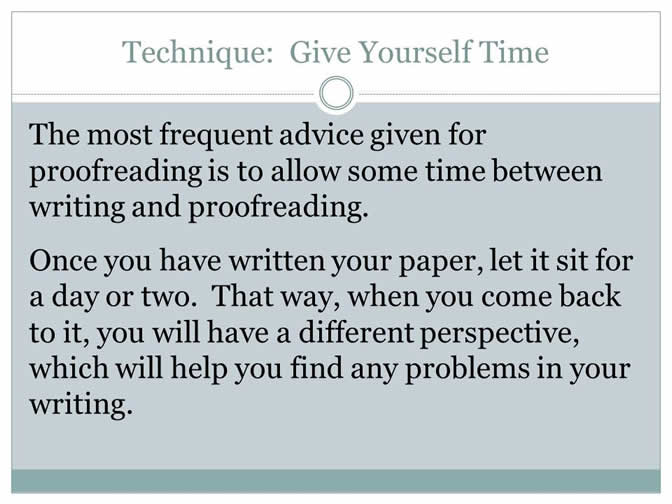 Technique:  Give Yourself Time
The most frequent advice given for
proofreading is to allow some time between
writing and proofreading.
Once you have written your paper, let it sit for
a day or two.  That way, when you come back
to it, you will have a different perspective,
which will help you find any problems in your
writing.